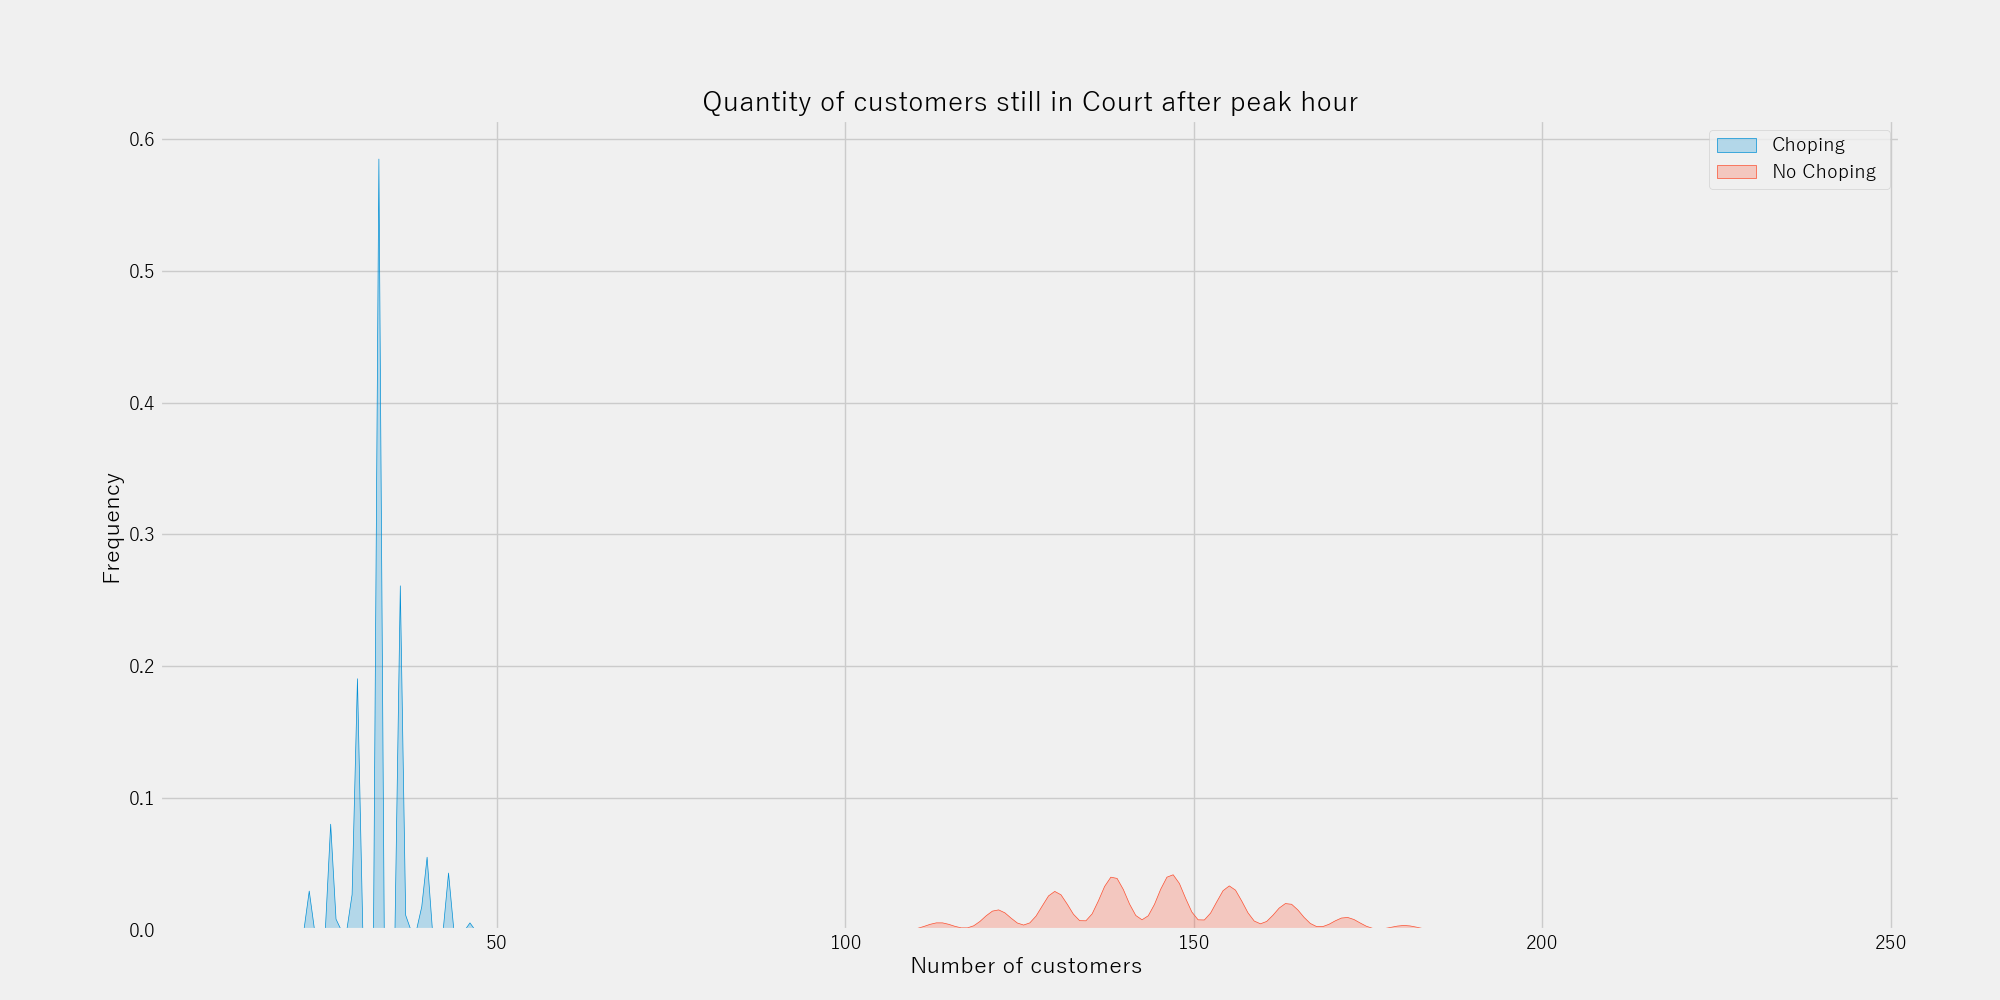 Quantity of customers still in Court after peak hour
Choping
No Choping
0.6
0.5
0.4
0.3
0.2
0.1
0.0
Frequency
50
100
150
200
250
Number of customers